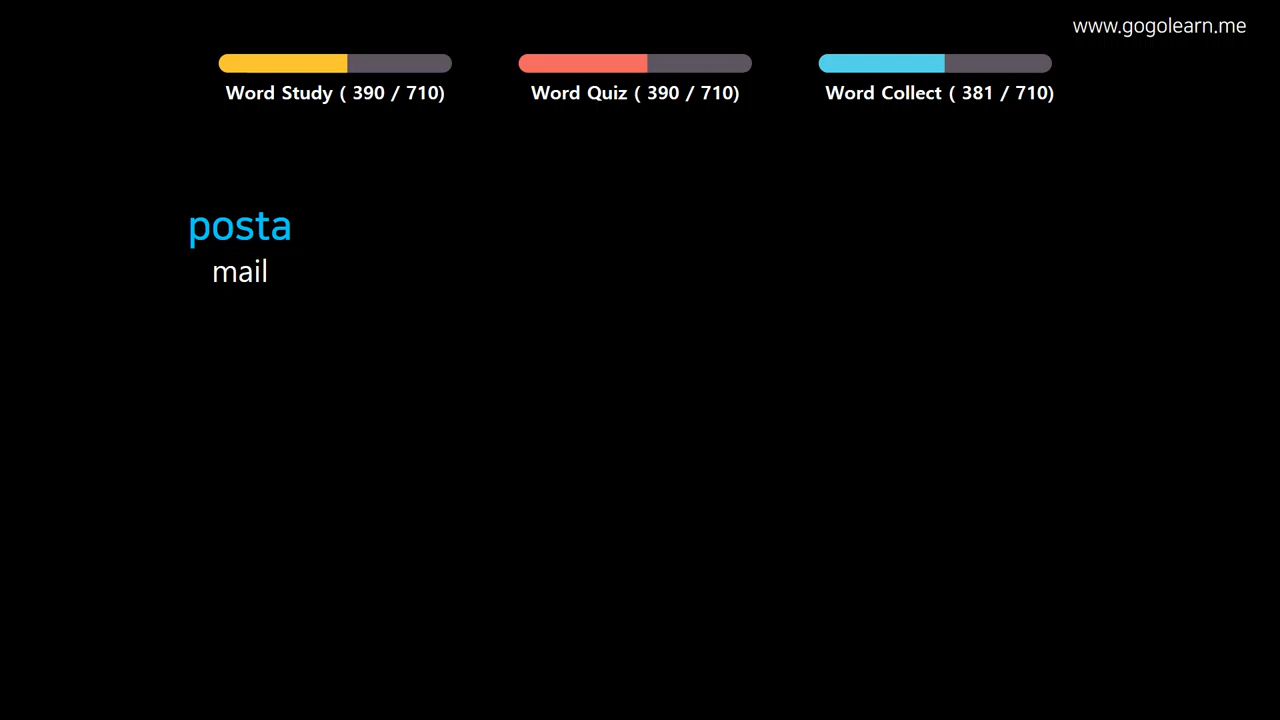 www.gogolearn.me
Word Study ( 390 / 710)
Word Quiz ( 390 / 710)
Word Collect ( 381 / 710)
posta
mail